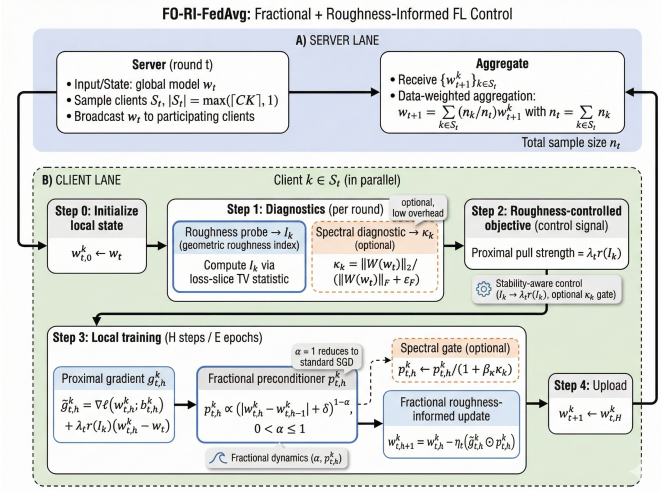 FO-RI-FedAvg: Fractional + Roughness-Informed FL Control
A) SERVER LANE
Server (round t)
• Input/State: global model w_t
• Sample clients S_t, |S_t| = max(⌈CK⌉, 1)
• Broadcast w_t to participating clients
Aggregate
• Receive {w^k_{t+1}}_{k∈S_t}
• Data-weighted aggregation:
w_{t+1} = ∑_{k∈S_t} (n_k/n_t)w^k_{t+1} with n_t = ∑_{k∈S_t} n_k
Total sample size n_t
B) CLIENT LANE
Client k ∈ S_t (in parallel)
Step 0: Initialize
local state
w^k_{t,0} ← w_t
Step 1: Diagnostics (per round)
optional,
low overhead
Roughness probe → I_k
(geometric roughness index)
Compute I_k via
loss-slice TV statistic
Spectral diagnostic → κ_k
(optional)
κ_k = ‖W(w_t)‖_2/
(‖W(w_t)‖_F + ε_F)
Step 2: Roughness-controlled
objective (control signal)
Proximal pull strength = λ_t r(I_k)
Stability-aware control
(I_k → λ_t r(I_k), optional κ_k gate)
Step 3: Local training (H steps / E epochs)
α = 1 reduces to
standard SGD
Proximal gradient g^k_{t,h}
g̃^k_{t,h} = ∇ℓ(w^k_{t,h}; b^k_{t,h})
+ λ_t r(I_k)(w^k_{t,h} − w_t)
Fractional preconditioner p^k_{t,h}
p^k_{t,h} ∝ (|w^k_{t,h} − w^k_{t,h−1}| + δ)^{1−α},
0 < α ≤ 1
Fractional dynamics (α, p^k_{t,h})
Spectral gate (optional)
p^k_{t,h} ← p^k_{t,h}/(1 + β_κ κ_k)
Fractional roughness-
informed update
w^k_{t,h+1} = w^k_{t,h} − η_t(g̃^k_{t,h} ⊙ p^k_{t,h})
Step 4: Upload
w^k_{t+1} ← w^k_{t,H}